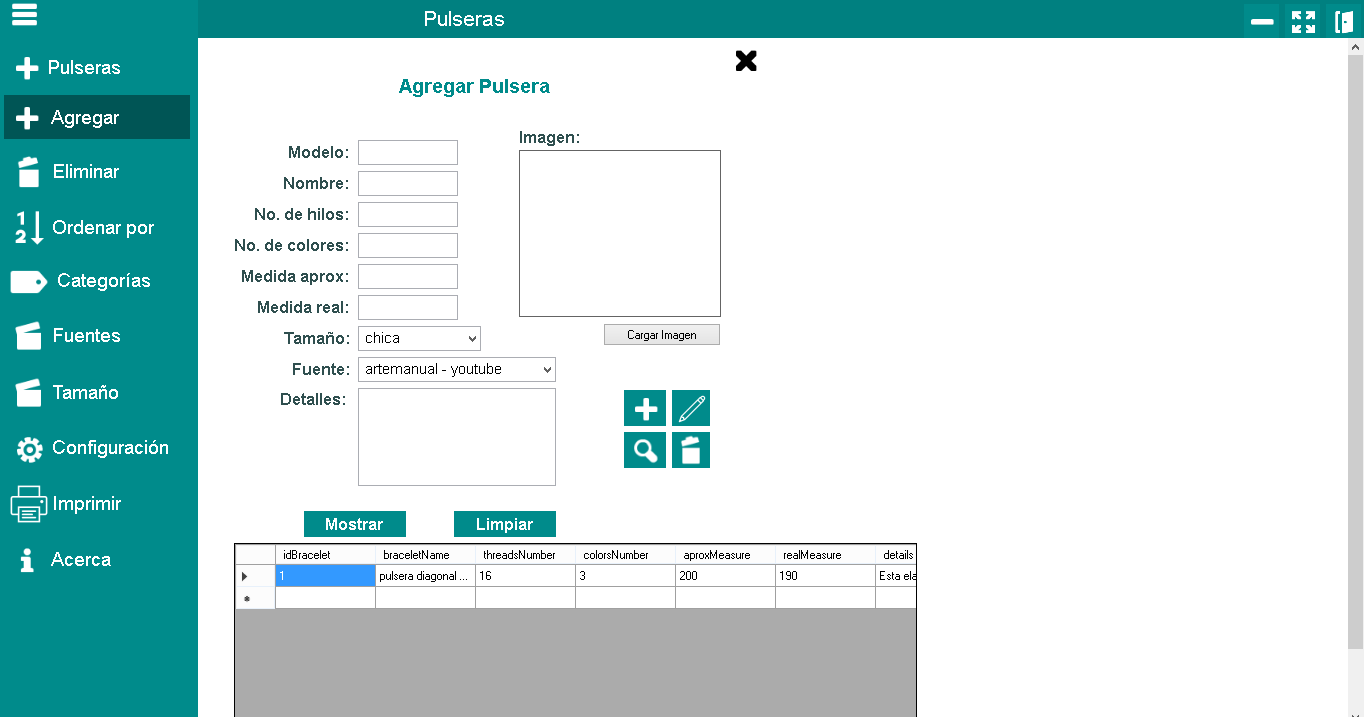 Pulseras
Pulseras
Agregar
Eliminar
Ordenar por
Categorías
Fuentes
Tamaño
Configuración
Imprimir
Acerca
Agregar Pulsera
Modelo:
Nombre:
No. de hilos:
No. de colores:
Medida aprox:
Medida real:
Tamaño: chica
Fuente: artemanual - youtube
Detalles:
Imagen:
Cargar Imagen
Mostrar Limpiar
idBracelet braceletName threadsNumber colorsNumber aproxMeasure realMeasure details
1 pulsera diagonal ... 16 3 200 190 Esta ela